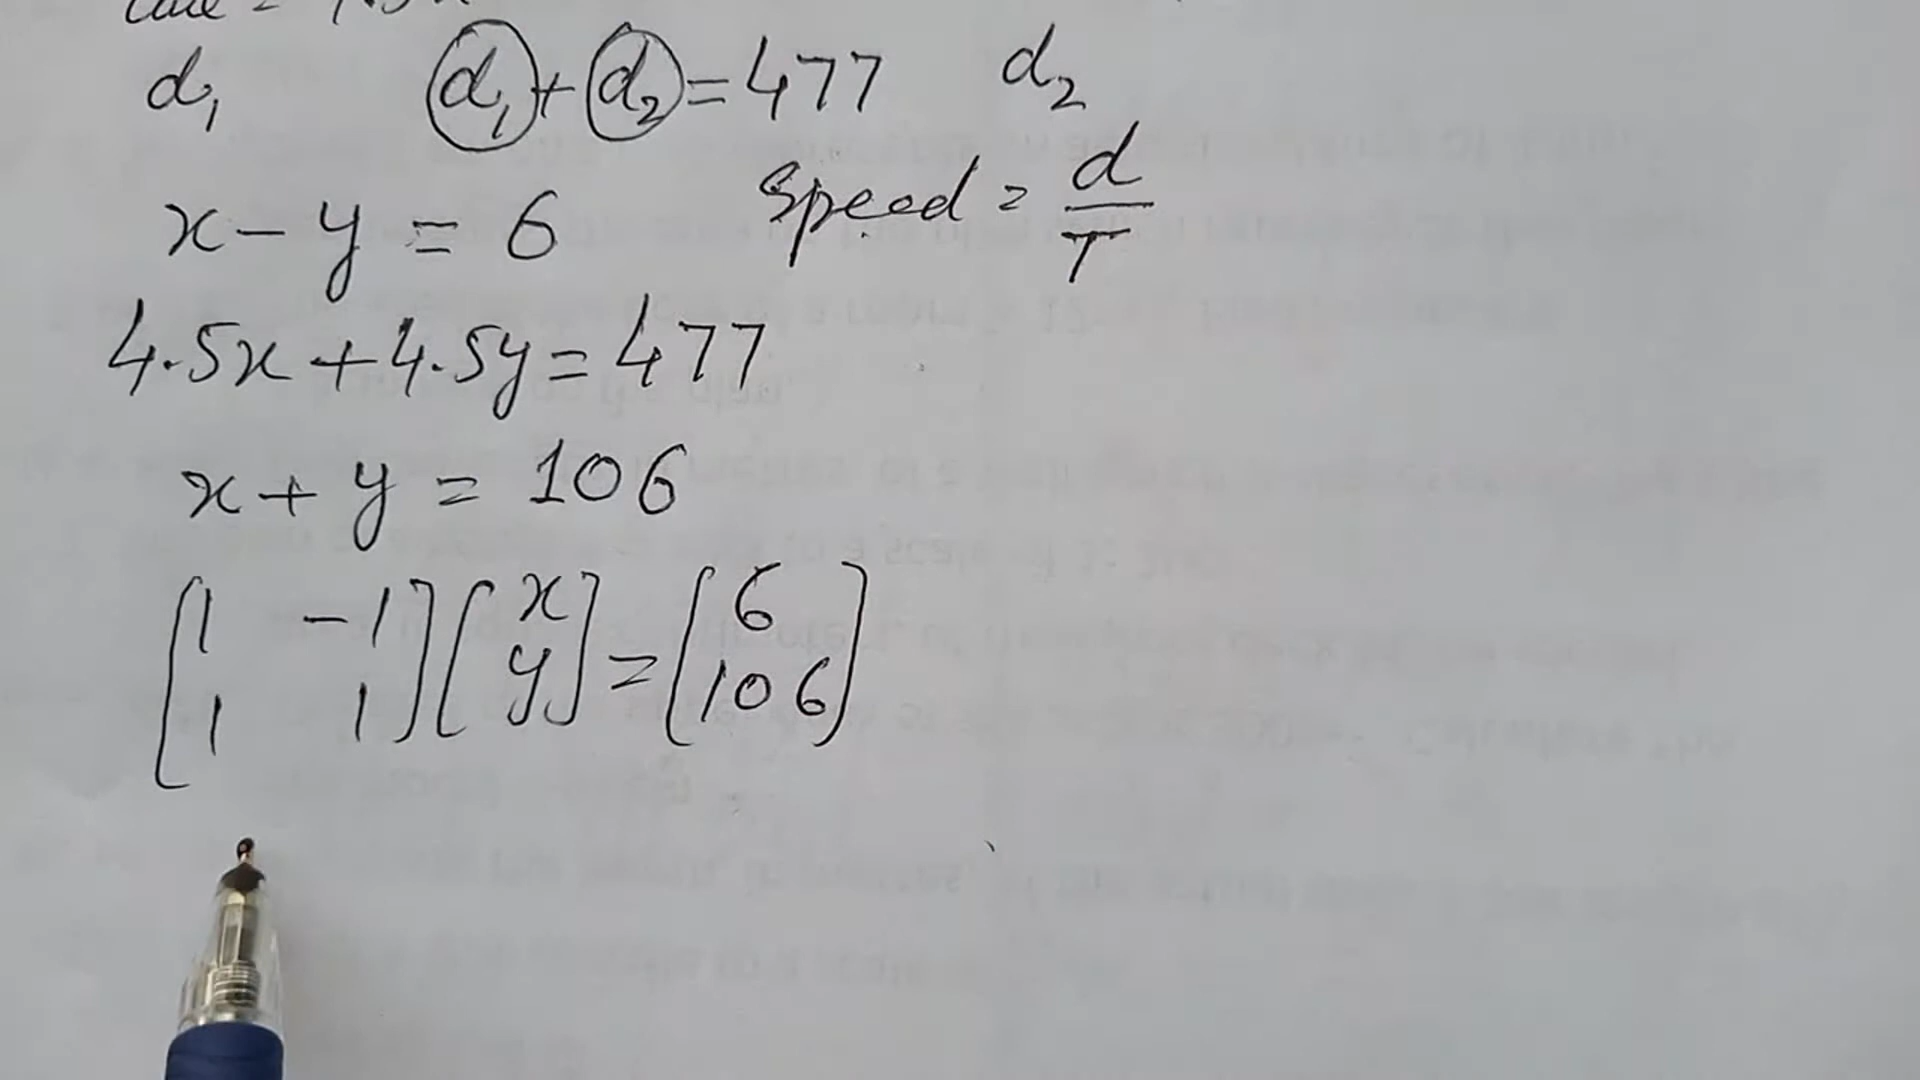 d₁ d₁ + d₂ = 477 d₂
x - y = 6 Speed = d/T
4.5x + 4.5y = 477
x + y = 106
[1 -1] [x] = [6]
[1 1] [y] [106]